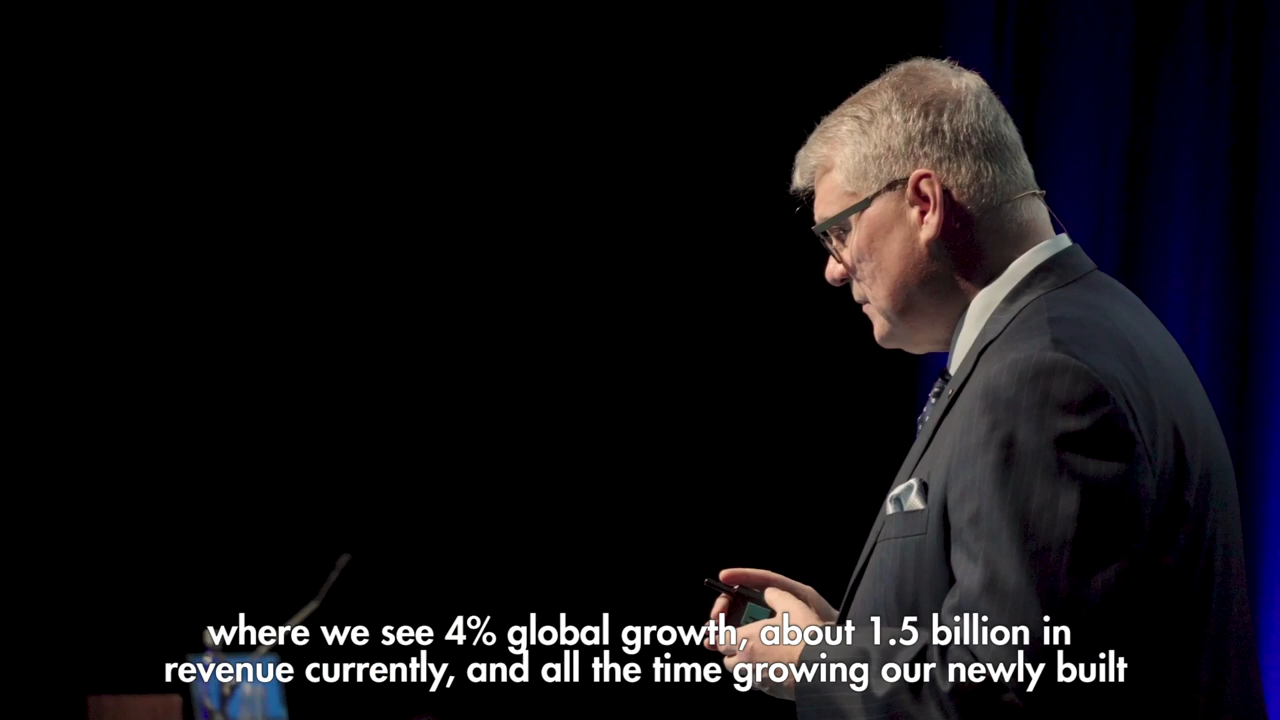 where we see 4% global growth, about 1.5 billion in
revenue currently, and all the time growing our newly built